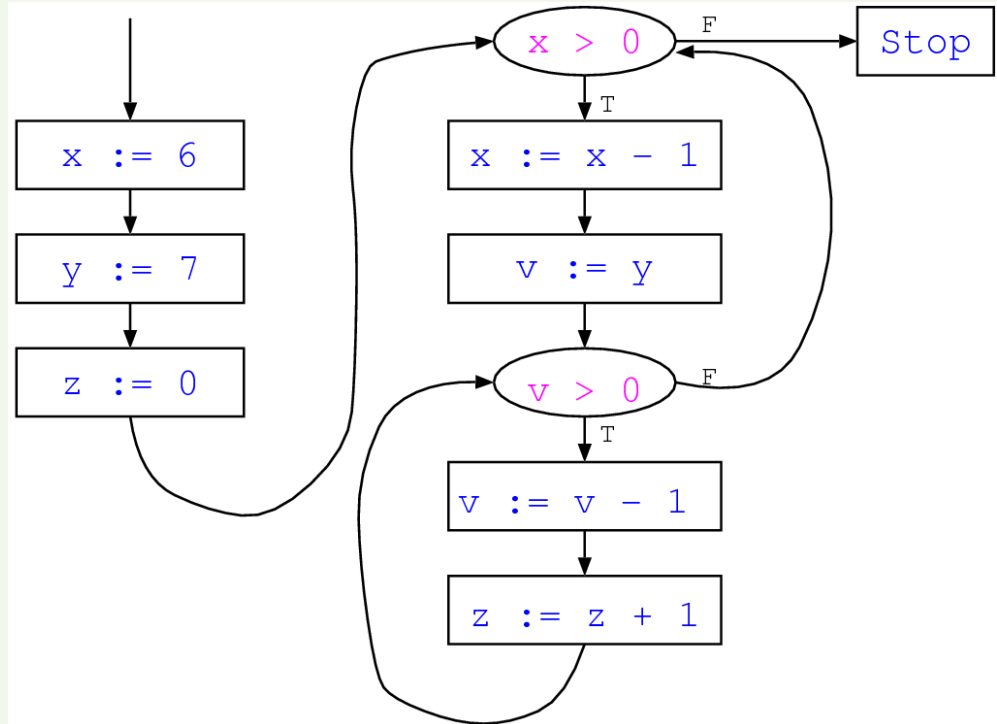 x := 6
y := 7
z := 0
x > 0
F
Stop
T
x := x - 1
v := y
v > 0
F
T
v := v - 1
z := z + 1